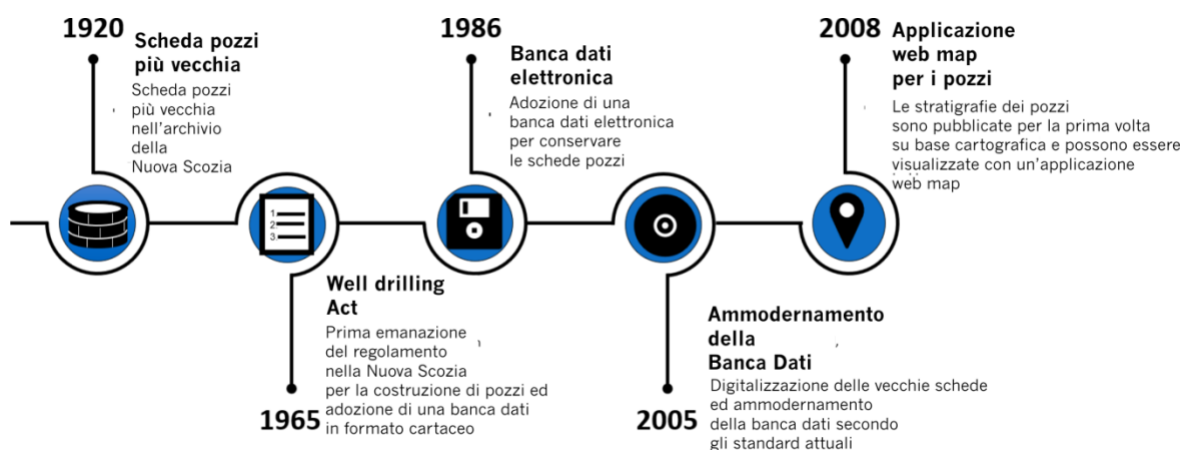 1920
Scheda pozzi
più vecchia
Scheda pozzi
più vecchia
nell'archivio
della
Nuova Scozia
1
2
3
Well drilling
Act
Prima emanazione
del regolamento
nella Nuova Scozia
per la costruzione di pozzi ed
adozione di una banca dati
in formato cartaceo
1965
1986
Banca dati
elettronica
Adozione di una
banca dati elettronica
per conservare
le schede pozzi
Ammodernamento
della
Banca Dati
Digitalizzazione delle vecchie schede
ed ammodernamento
della banca dati secondo
gli standard attuali
2005
2008
Applicazione
web map
per i pozzi
Le stratigrafie dei pozzi
sono pubblicate per la prima volta
su base cartografica e possono essere
visualizzate con un'applicazione
web map